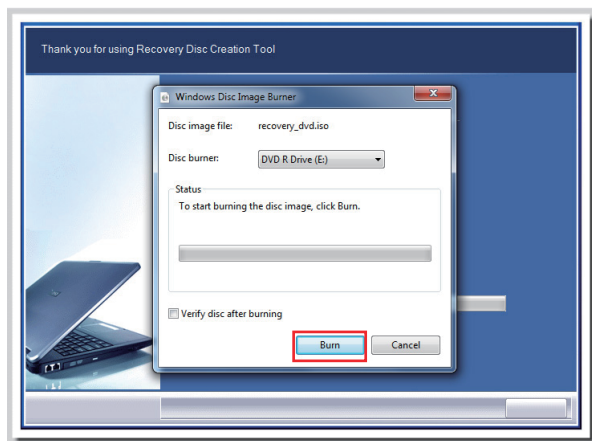 Thank you for using Recovery Disc Creation Tool
Windows Disc Image Burner
Disc image file: recovery_dvd.iso
Disc burner: DVD R Drive (E:)
Status
To start burning the disc image, click Burn.
Verify disc after burning
Burn Cancel